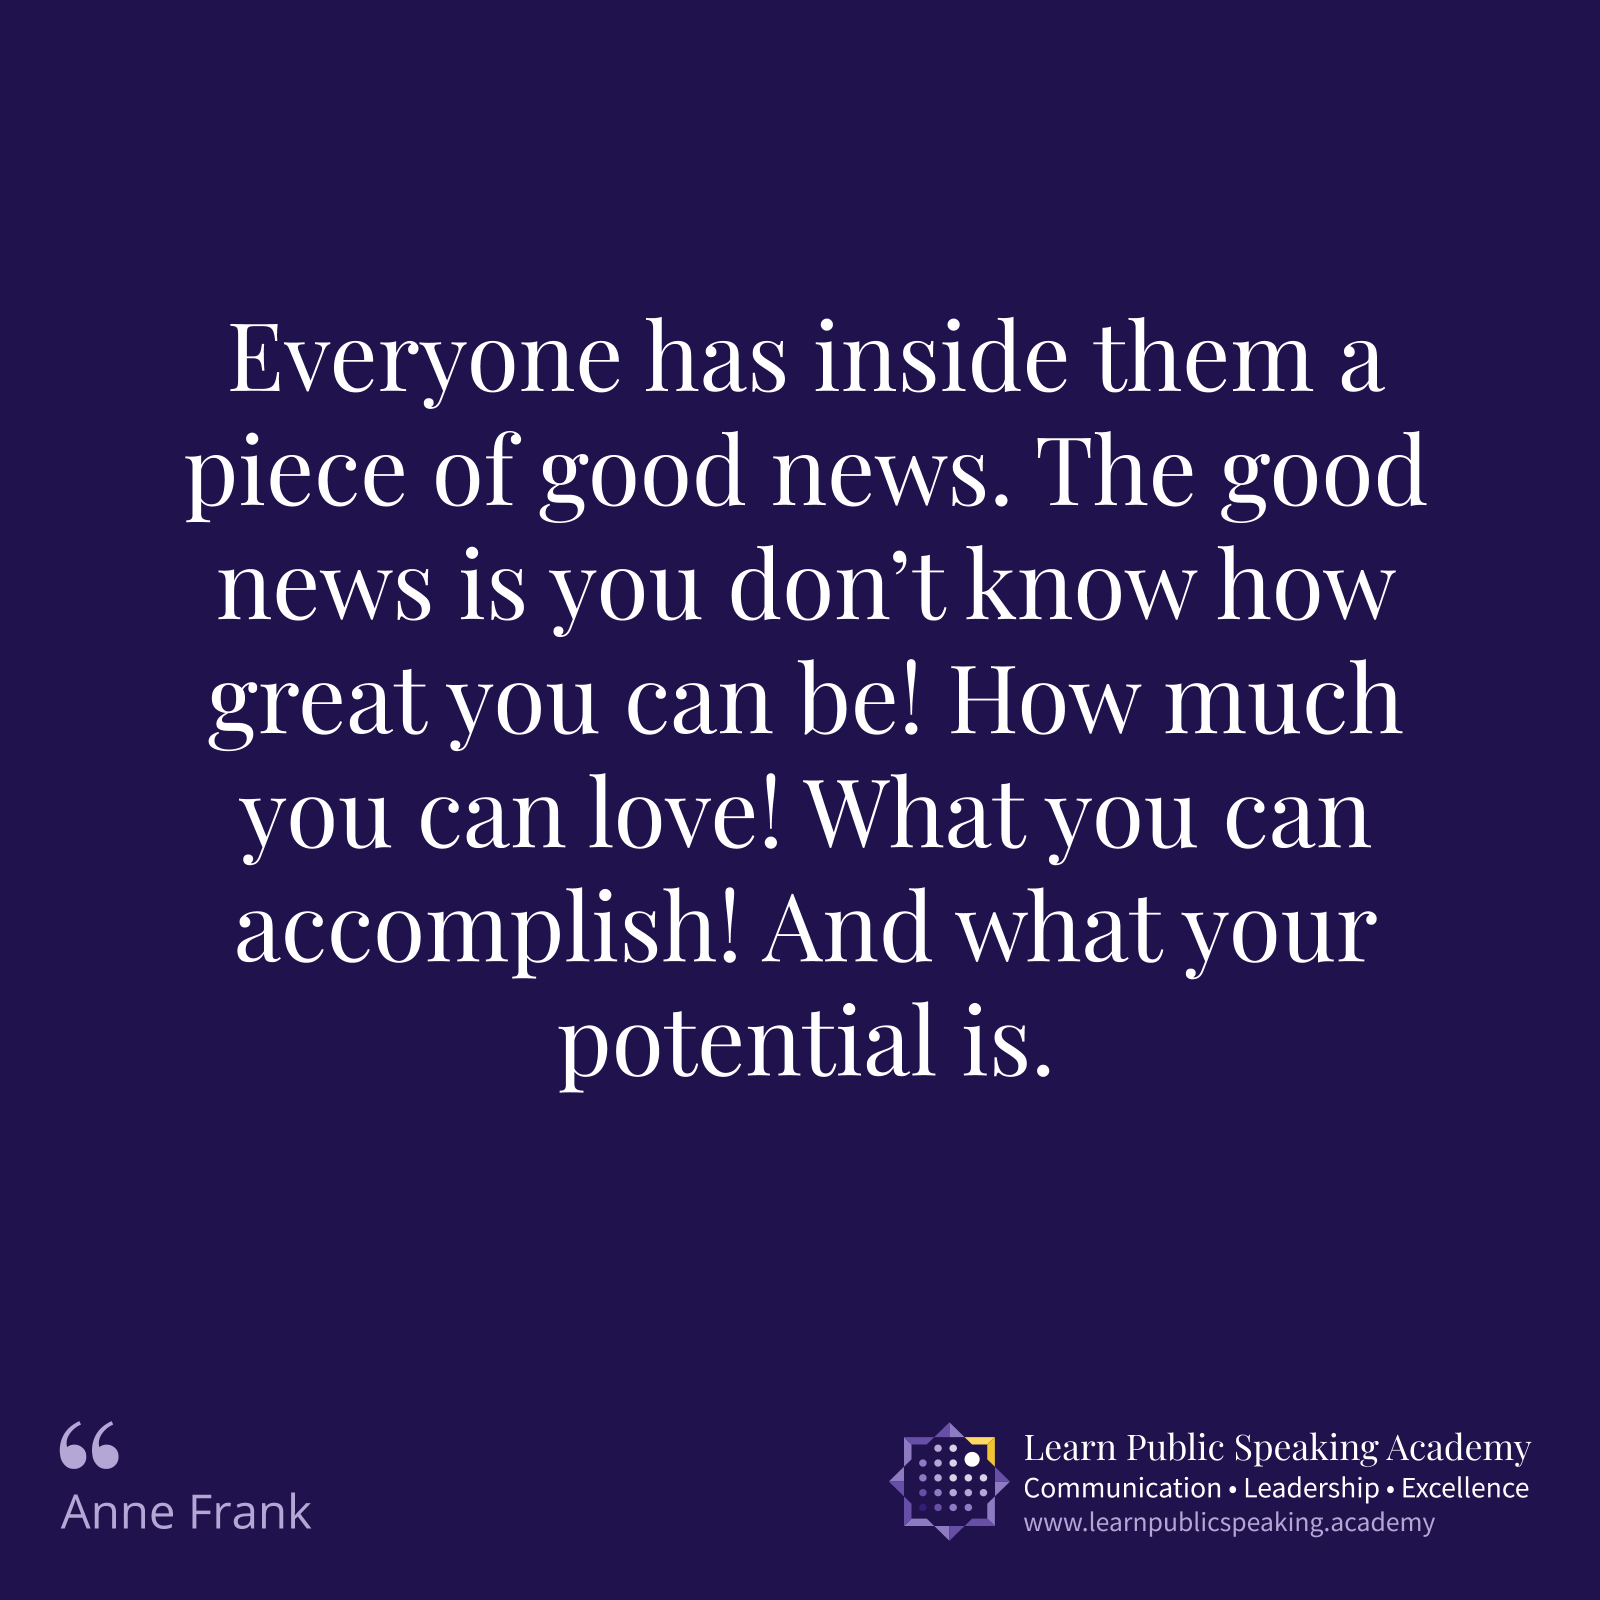 Everyone has inside them a
piece of good news. The good
news is you don’t know how
great you can be! How much
you can love! What you can
accomplish! And what your
potential is.
“
Anne Frank
Learn Public Speaking Academy
Communication • Leadership • Excellence
www.learnpublicspeaking.academy